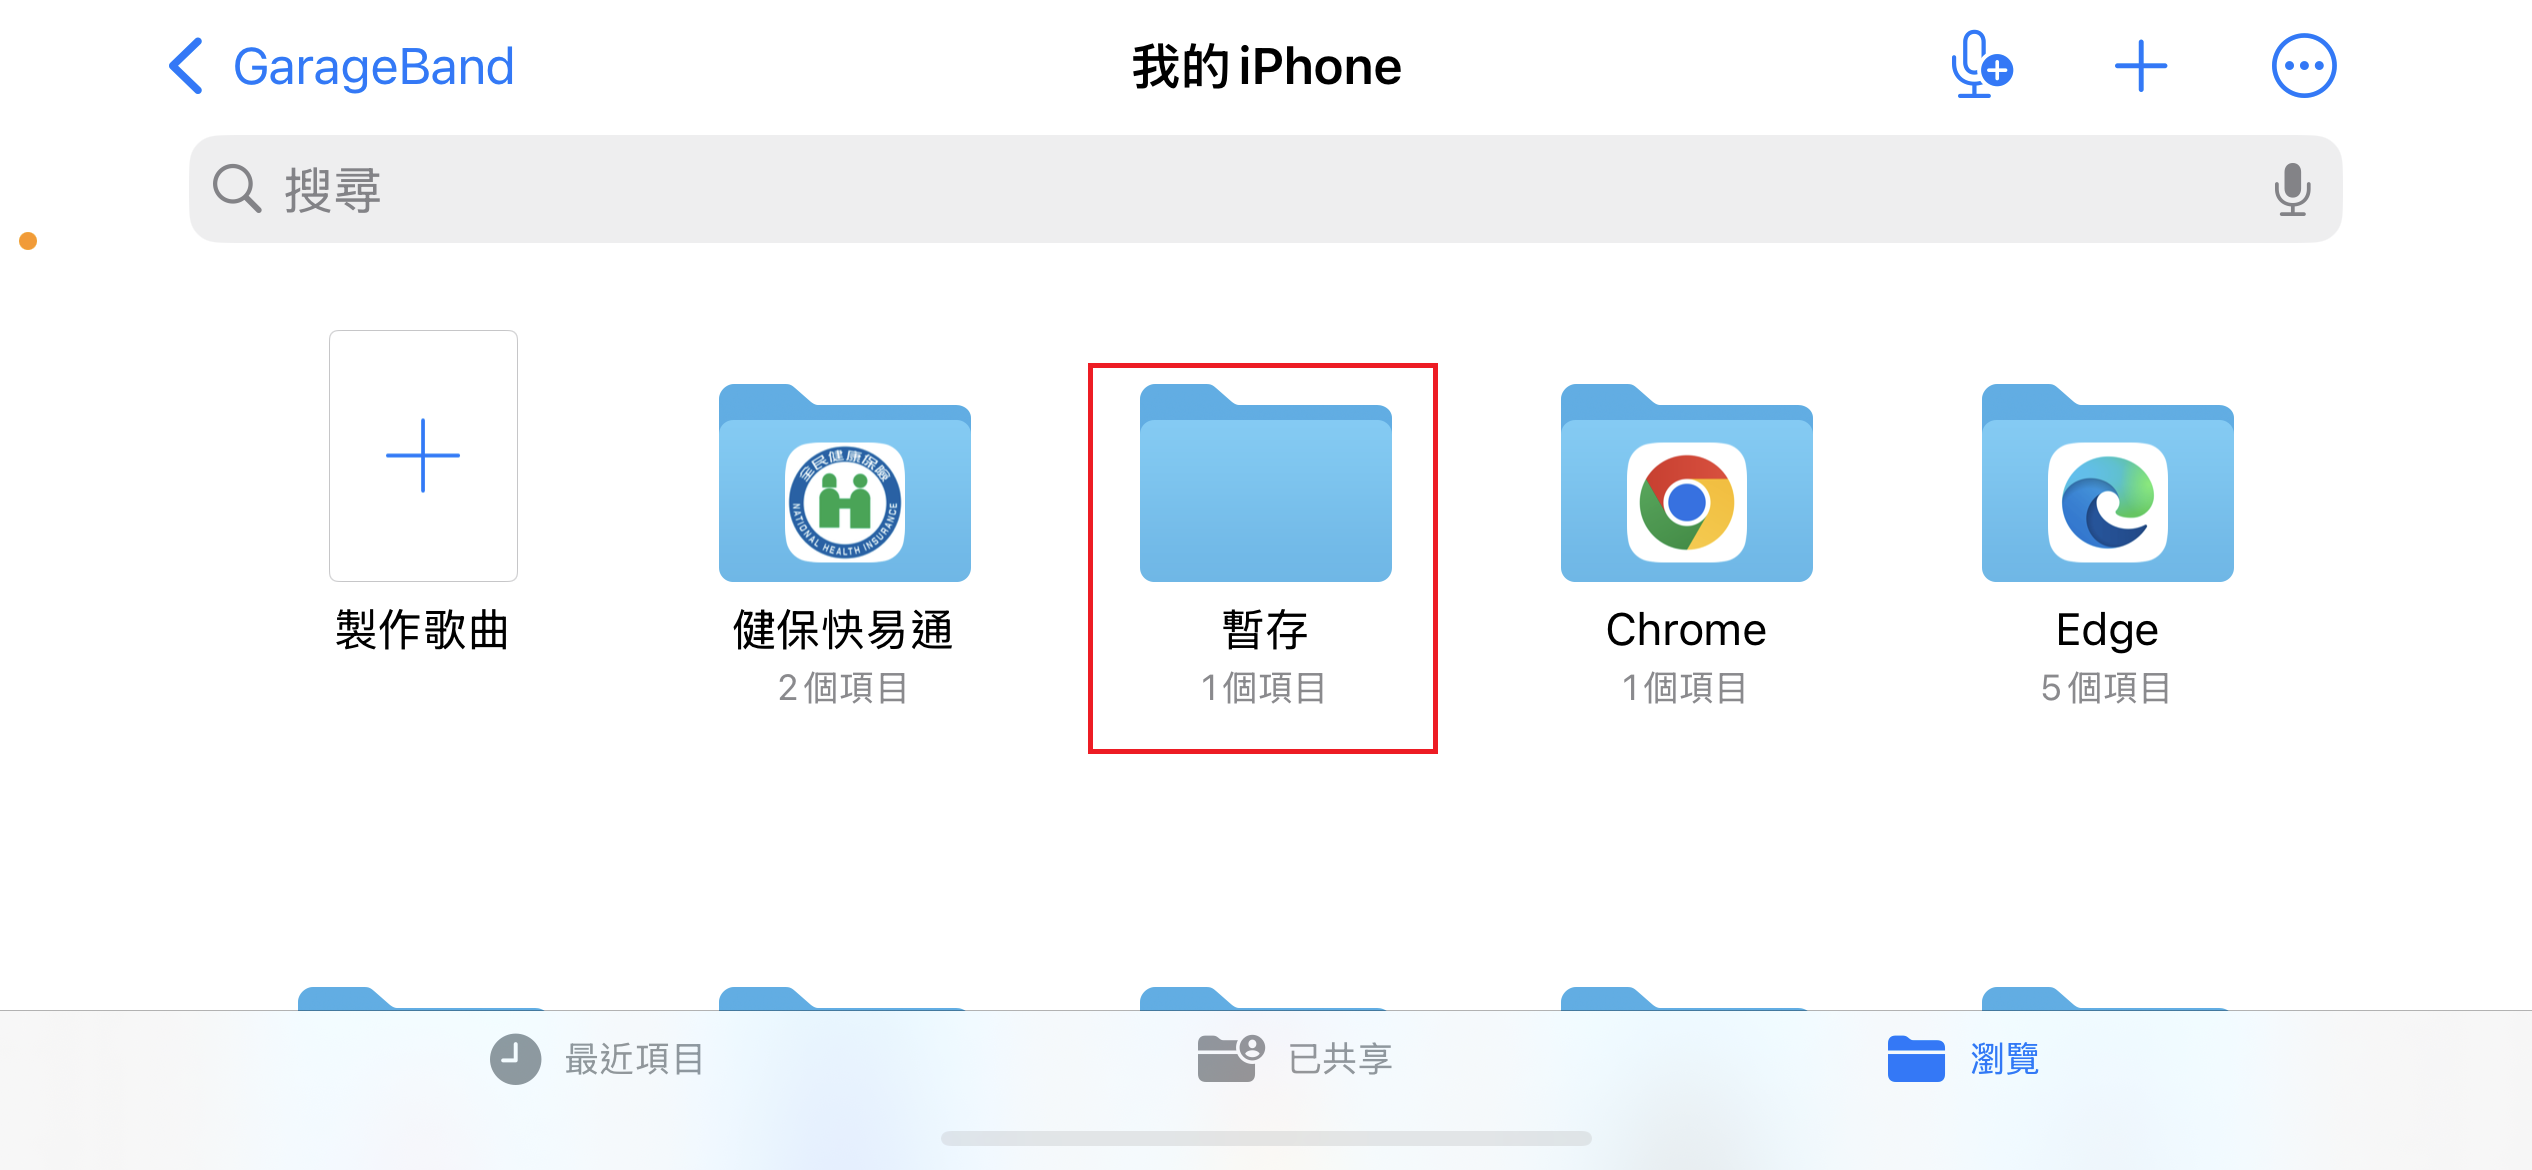 GarageBand
我的 iPhone
搜尋
全民健康保險
NATIONAL HEALTH INSURANCE
製作歌曲
健保快易通
暫存
Chrome
Edge
2 個項目
1 個項目
1 個項目
5 個項目
最近項目
已共享
瀏覽